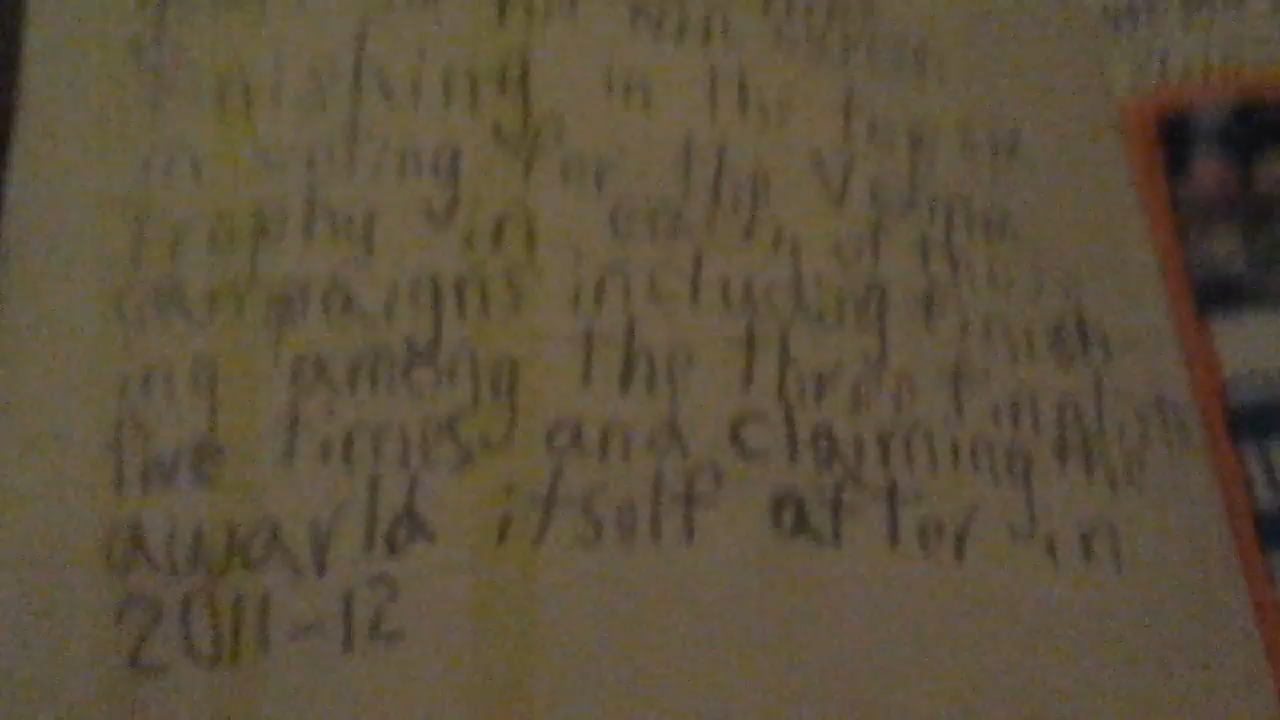 finishing in the top six
in voting for the Vezina
trophy in each of the
campaigns including finish
ing among the three finalists
five times and claiming the
award itself after in
2011-12